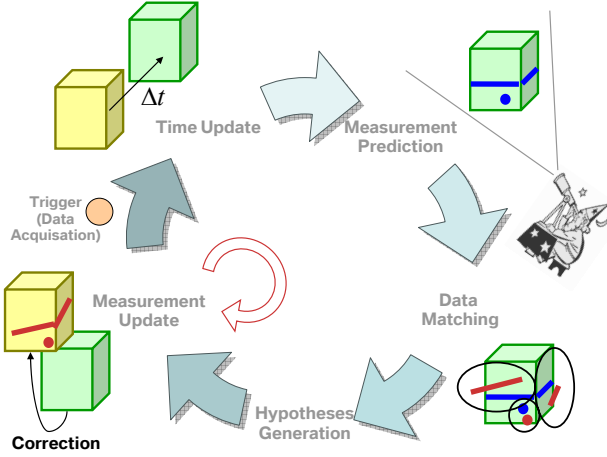 Δt
Time Update
Measurement
Prediction
Trigger
(Data
Acquisation)
Measurement
Update
Data
Matching
Hypotheses
Generation
Correction